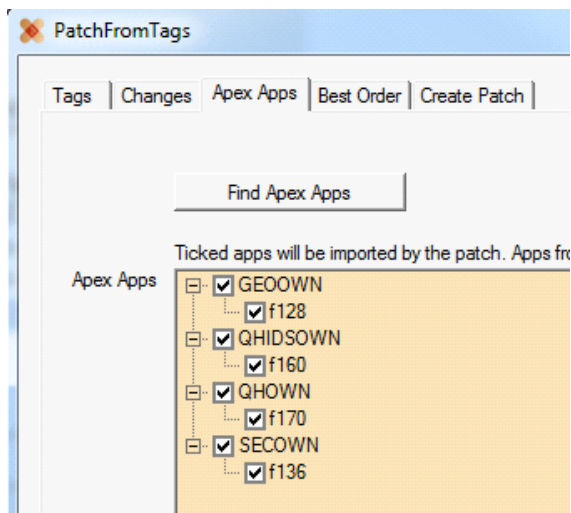 PatchFromTags
Tags Changes Apex Apps Best Order Create Patch
Find Apex Apps
Ticked apps will be imported by the patch. Apps fro
Apex Apps
GEOOWN
f128
QHIDSOWN
f160
QHOWN
f170
SECOWN
f136